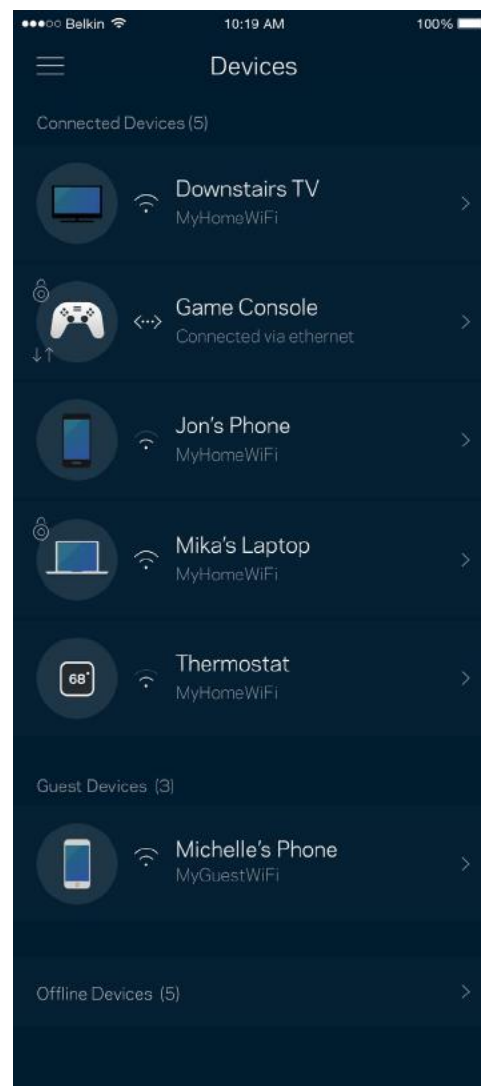 Belkin 10:19 AM 100%
Devices
Connected Devices (5)
Downstairs TV
MyHomeWiFi
Game Console
Connected via ethernet
Jon's Phone
MyHomeWiFi
Mika's Laptop
MyHomeWiFi
68°
Thermostat
MyHomeWiFi
Guest Devices (3)
Michelle's Phone
MyGuestWiFi
Offline Devices (5)